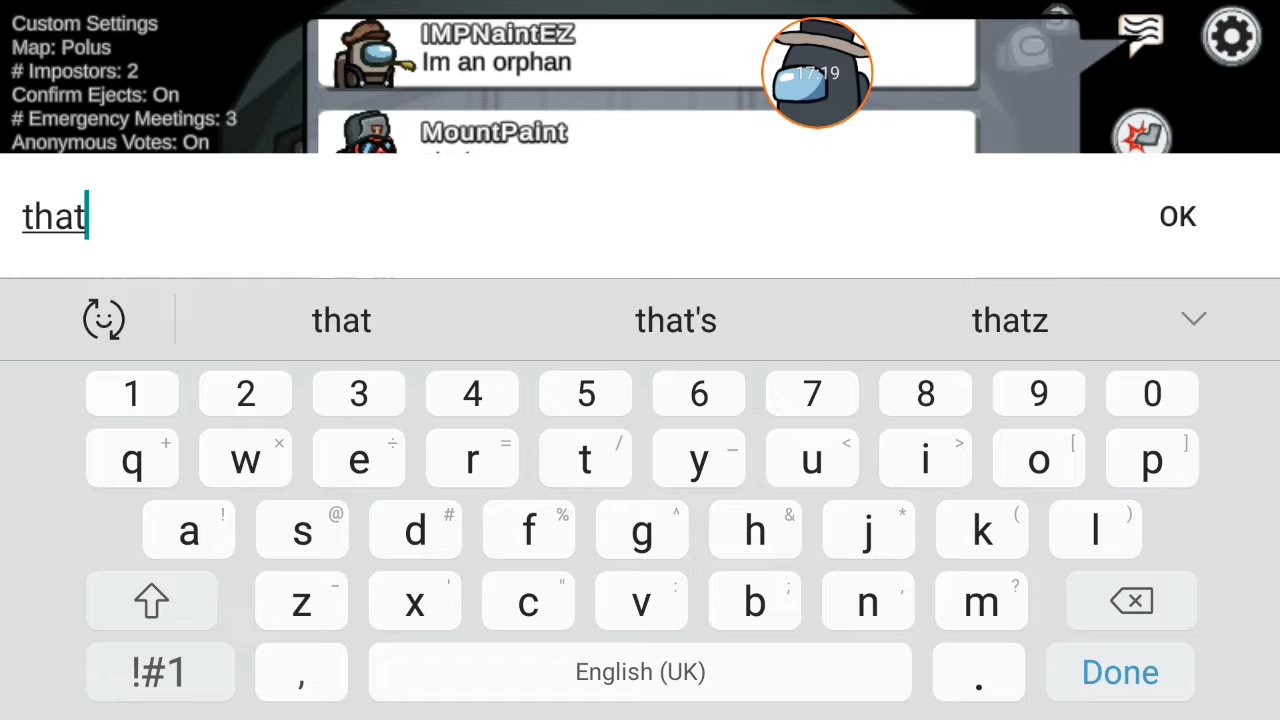 Custom Settings
Map: Polus
# Impostors: 2
Confirm Ejects: On
# Emergency Meetings: 3
Anonymous Votes: On
IMPNaintEZ
Im an orphan
17:19
MountPaint
that
OK
that that's thatz
1 2 3 4 5 6 7 8 9 0
q + w × e ÷ r = t / y _ u < i > o [ p ]
a ! s @ d # f % g ^ h & j * k ( l )
z - x ' c " v : b ; n , m ?
!#1 , English (UK) . Done